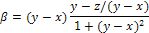 β = (y − x) y − z/(y − x) / 1 + (y − x)²